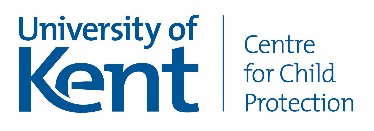 University of
Kent
Centre
for Child
Protection